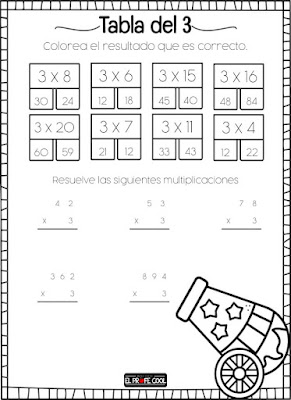 Tabla del 3
Colorea el resultado que es correcto.
3 x 8 3 x 6 3 x 15 3 x 16
30 24 12 18 45 40 48 84
3 x 20 3 x 7 3 x 11 3 x 4
60 59 21 12 33 43 12 22
Resuelve las siguientes multiplicaciones
4 2 5 3 7 8
x 3 x 3 x 3
3 6 2 8 9 4
x 3 x 3
EL PROFE COOL